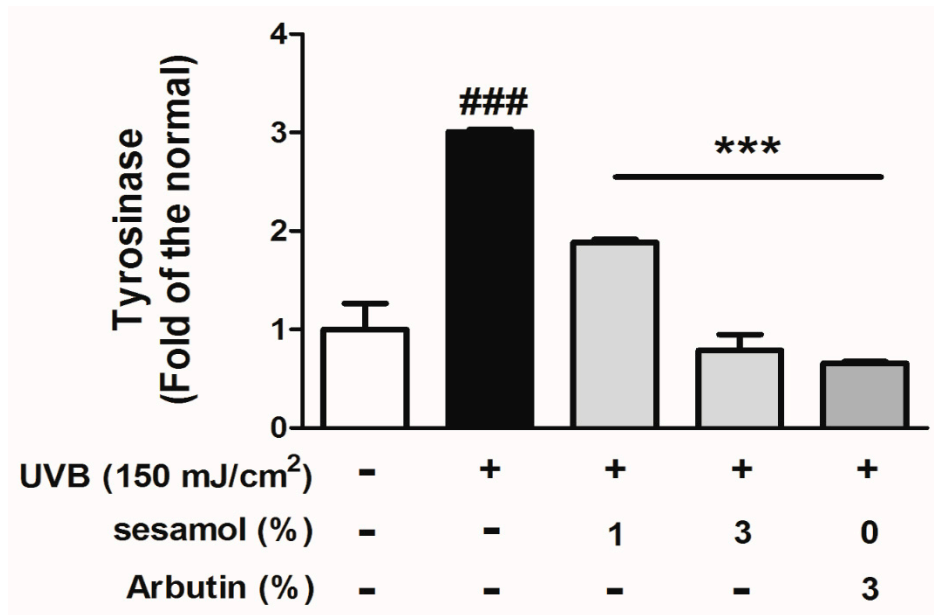 Tyrosinase
(Fold of the normal)
4
###
3
***
2
1
0
UVB (150 mJ/cm²) - + + + +
sesamol (%) - - 1 3 0
Arbutin (%) - - - - 3